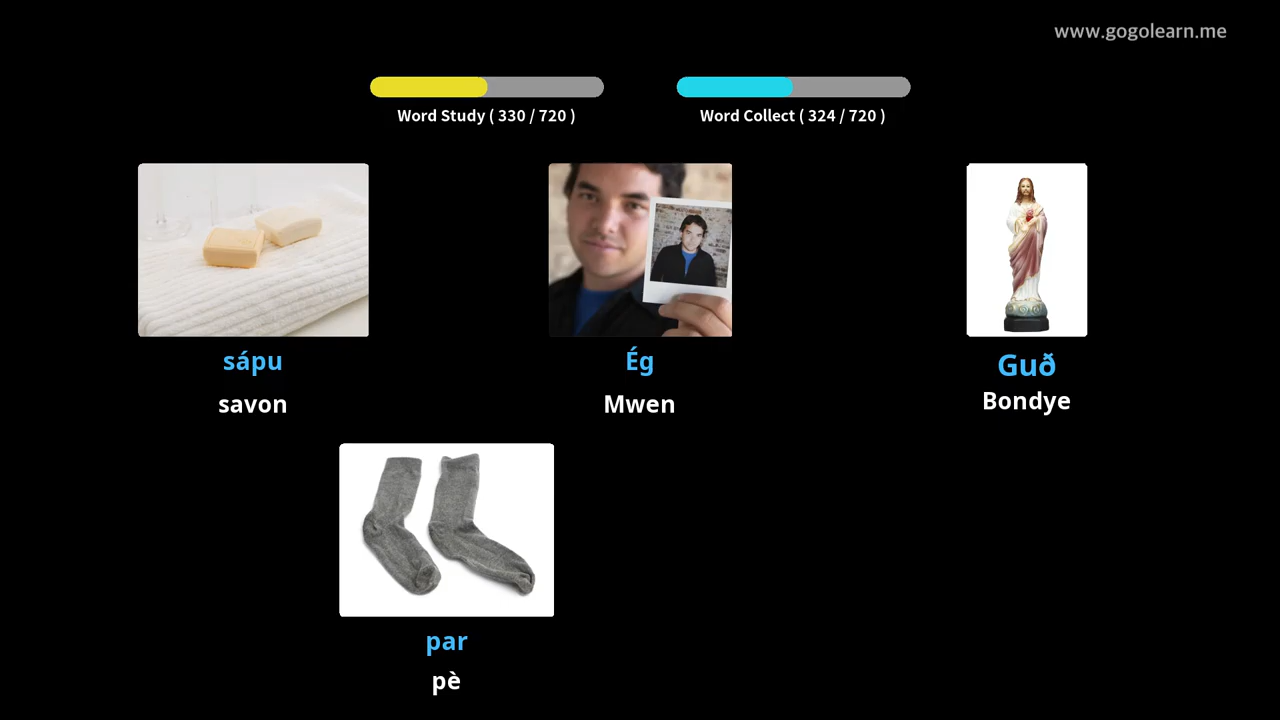 www.gogolearn.me
Word Study ( 330 / 720 )
Word Collect ( 324 / 720 )
sápu
savon
Ég
Mwen
Guð
Bondye
par
pè